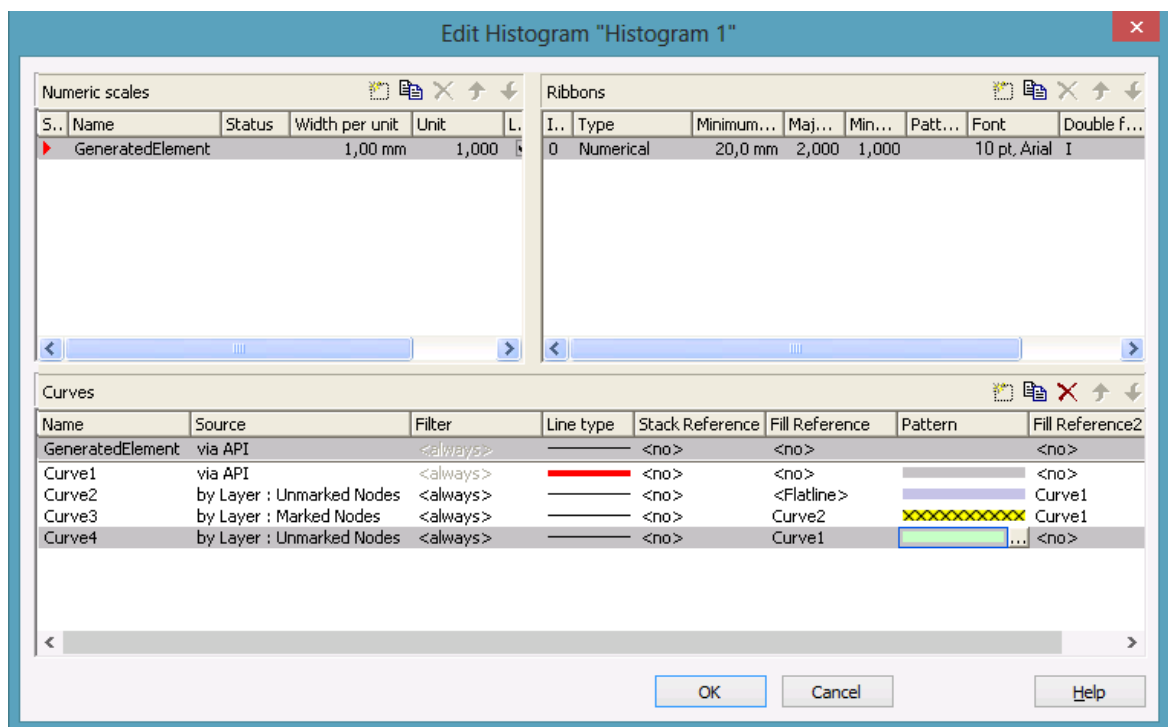 Edit Histogram "Histogram 1"
Numeric scales
S.. Name Status Width per unit Unit L.
GeneratedElement 1,00 mm 1,000
Ribbons
I.. Type Minimum... Maj... Min... Patt... Font Double f...
0 Numerical 20,0 mm 2,000 1,000 10 pt, Arial I
Curves
Name Source Filter Line type Stack Reference Fill Reference Pattern Fill Reference2
GeneratedElement via API <always> <no> <no> <no>
Curve1 via API <always> <no> <no> <no>
Curve2 by Layer : Unmarked Nodes <always> <no> <Flatline> Curve1
Curve3 by Layer : Marked Nodes <always> <no> Curve2 Curve1
Curve4 by Layer : Unmarked Nodes <always> <no> Curve1 ... <no>
OK Cancel Help